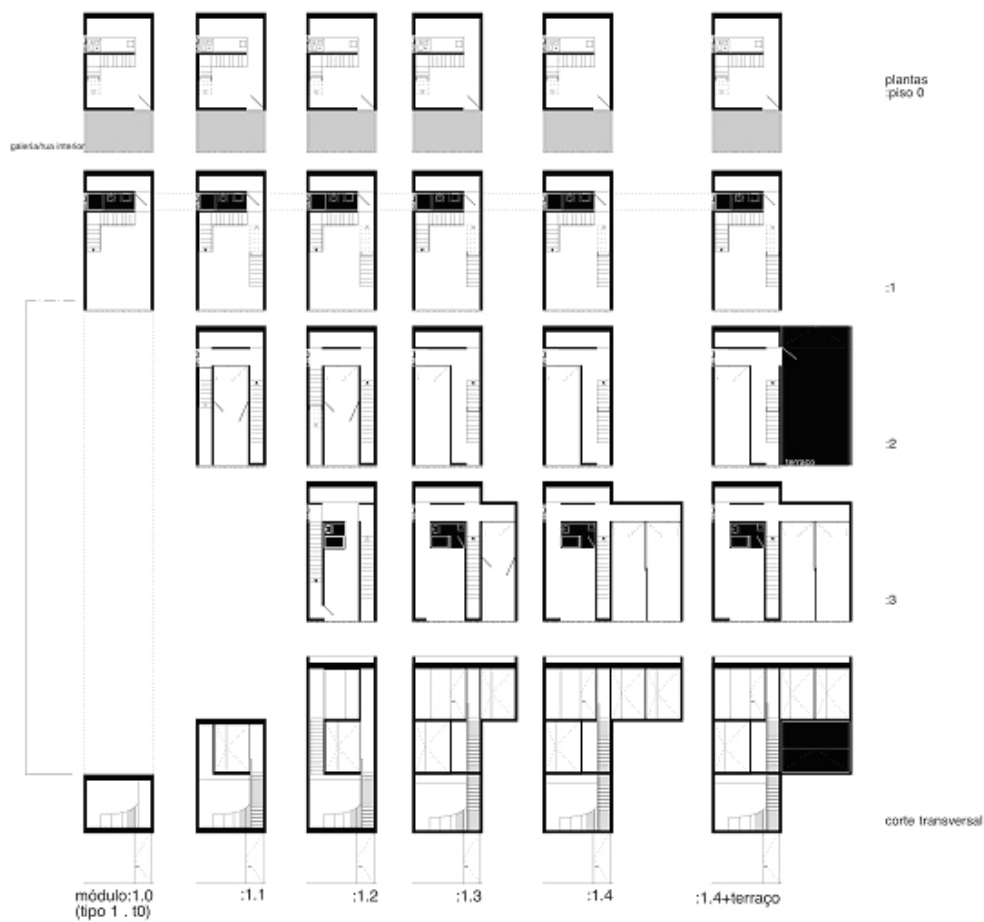 plantas
:piso 0
galeria/rua interior
:1
:2
terraço
:3
corte transversal
módulo:1.0
(tipo 1 . t0)
:1.1
:1.2
:1.3
:1.4
:1.4+terraço